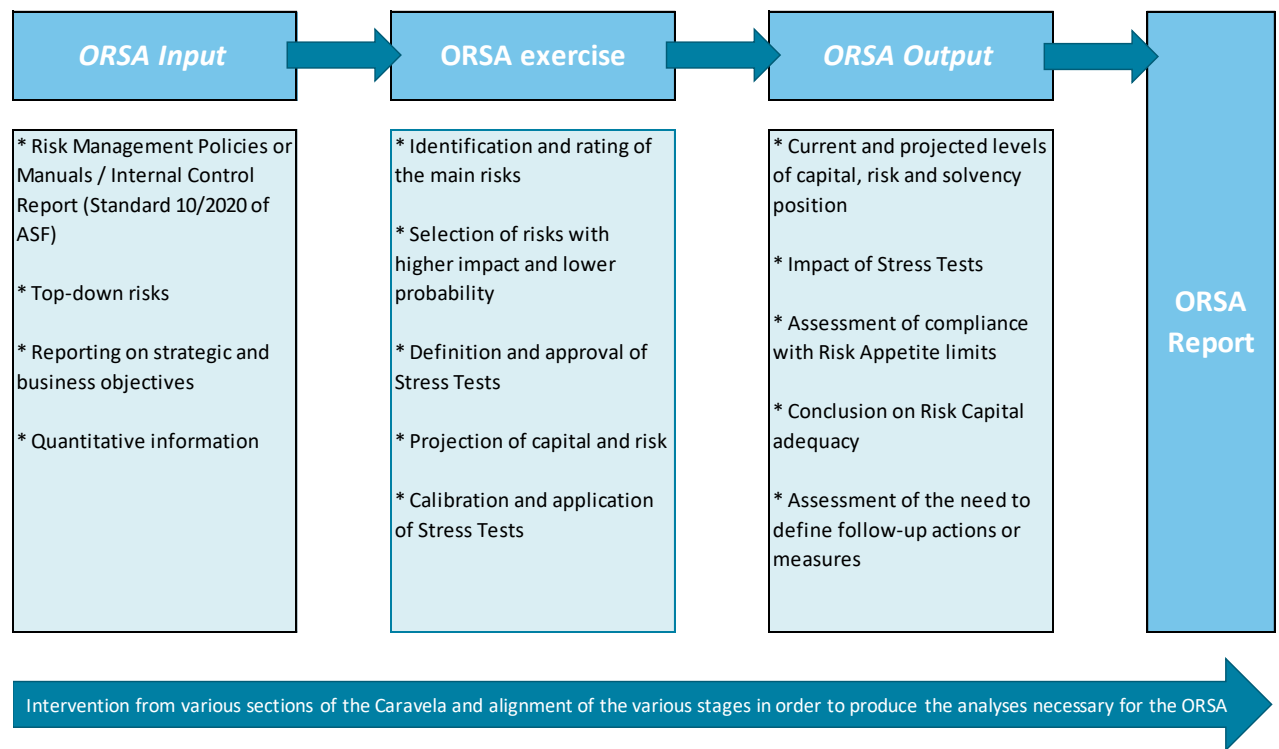 ORSA Input
ORSA exercise
ORSA Output
ORSA
Report
* Risk Management Policies or
Manuals / Internal Control
Report (Standard 10/2020 of
ASF)
* Top-down risks
* Reporting on strategic and
business objectives
* Quantitative information
* Identification and rating of
the main risks
* Selection of risks with
higher impact and lower
probability
* Definition and approval of
Stress Tests
* Projection of capital and risk
* Calibration and application
of Stress Tests
* Current and projected levels
of capital, risk and solvency
position
* Impact of Stress Tests
* Assessment of compliance
with Risk Appetite limits
* Conclusion on Risk Capital
adequacy
* Assessment of the need to
define follow-up actions or
measures
Intervention from various sections of the Caravela and alignment of the various stages in order to produce the analyses necessary for the ORSA